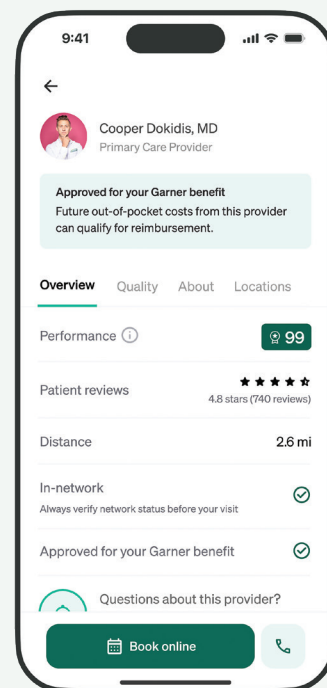 9:41
Cooper Dokidis, MD
Primary Care Provider
Approved for your Garner benefit
Future out-of-pocket costs from this provider
can qualify for reimbursement.
Overview Quality About Locations
Performance 99
Patient reviews
4.8 stars (740 reviews)
Distance 2.6 mi
In-network
Always verify network status before your visit
Approved for your Garner benefit
Questions about this provider?
Book online